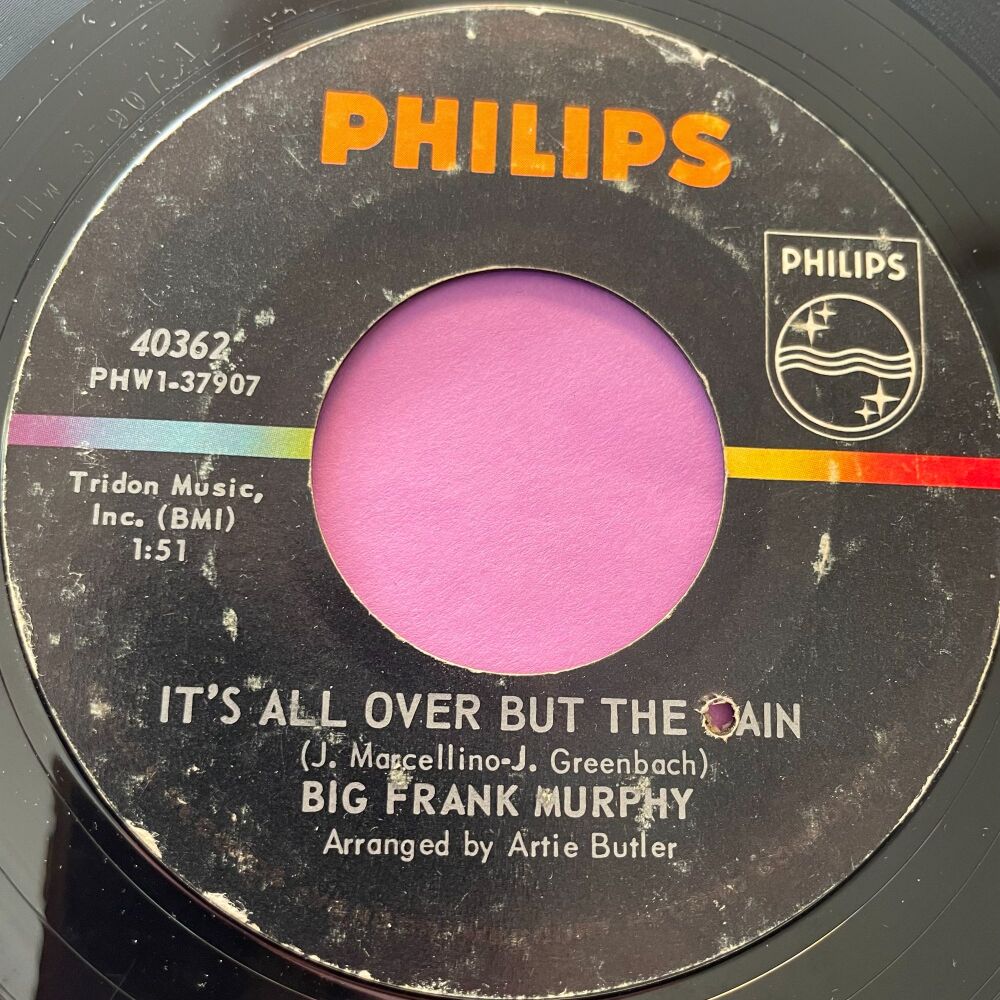 PHILIPS
PHILIPS
40362
PHW1-37907
Tridon Music,
Inc. (BMI)
1:51
IT'S ALL OVER BUT THE AIN
(J. Marcellino-J. Greenbach)
BIG FRANK MURPHY
Arranged by Artie Butler